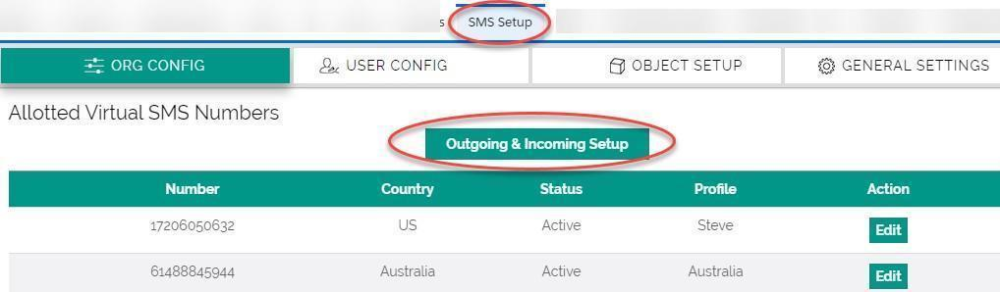 s SMS Setup
ORG CONFIG USER CONFIG OBJECT SETUP GENERAL SETTINGS
Allotted Virtual SMS Numbers
Outgoing & Incoming Setup
Number Country Status Profile Action
17206050632 US Active Steve Edit
61488845944 Australia Active Australia Edit